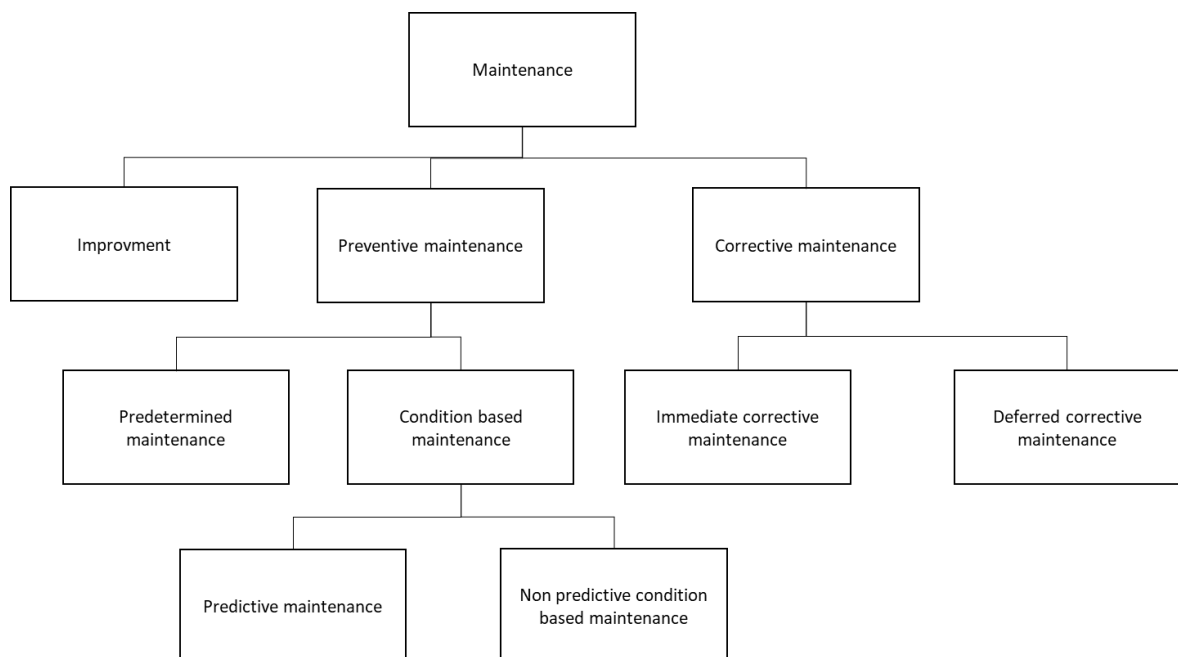 Maintenance
Improvment
Preventive maintenance
Corrective maintenance
Predetermined
maintenance
Condition based
maintenance
Immediate corrective
maintenance
Deferred corrective
maintenance
Predictive maintenance
Non predictive condition
based maintenance